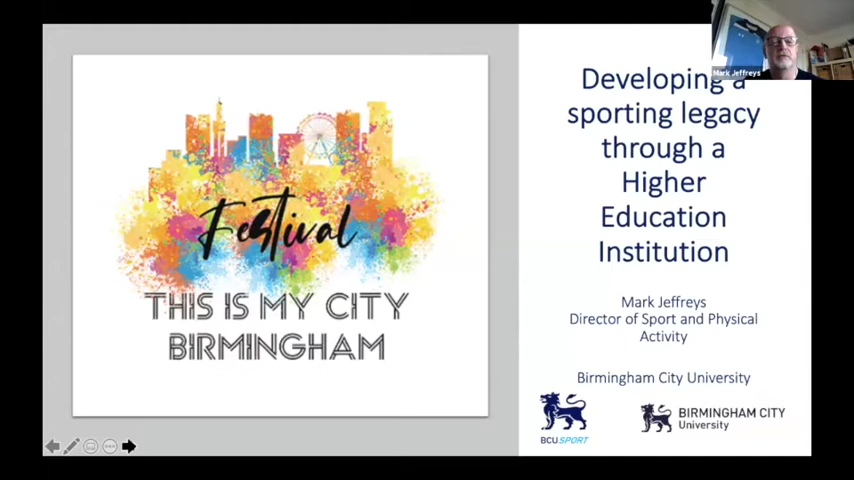 Festival
THIS IS MY CITY
BIRMINGHAM
Mark Jeffreys
Developing a
sporting legacy
through a
Higher
Education
Institution
Mark Jeffreys
Director of Sport and Physical
Activity
Birmingham City University
BCU SPORT
BIRMINGHAM CITY
University